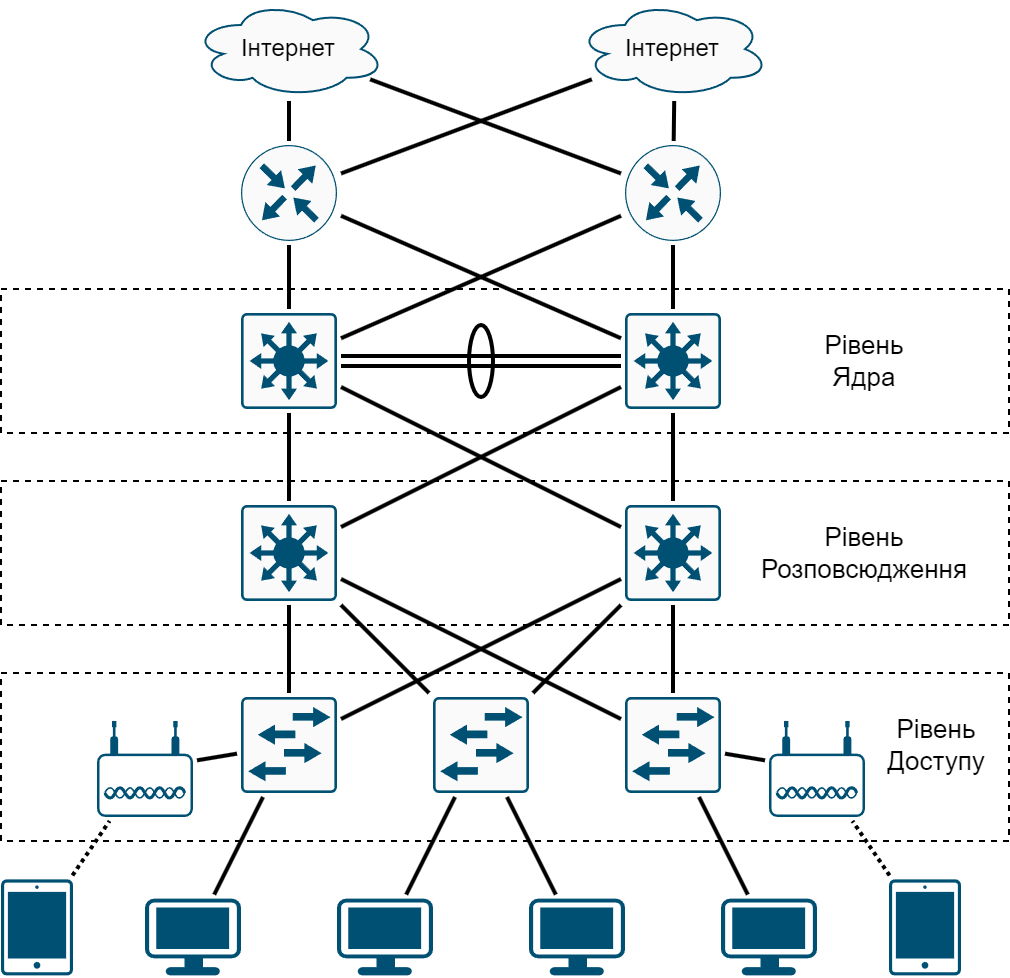 Інтернет
Інтернет
Рівень
Ядра
Рівень
Розповсюдження
Рівень
Доступу